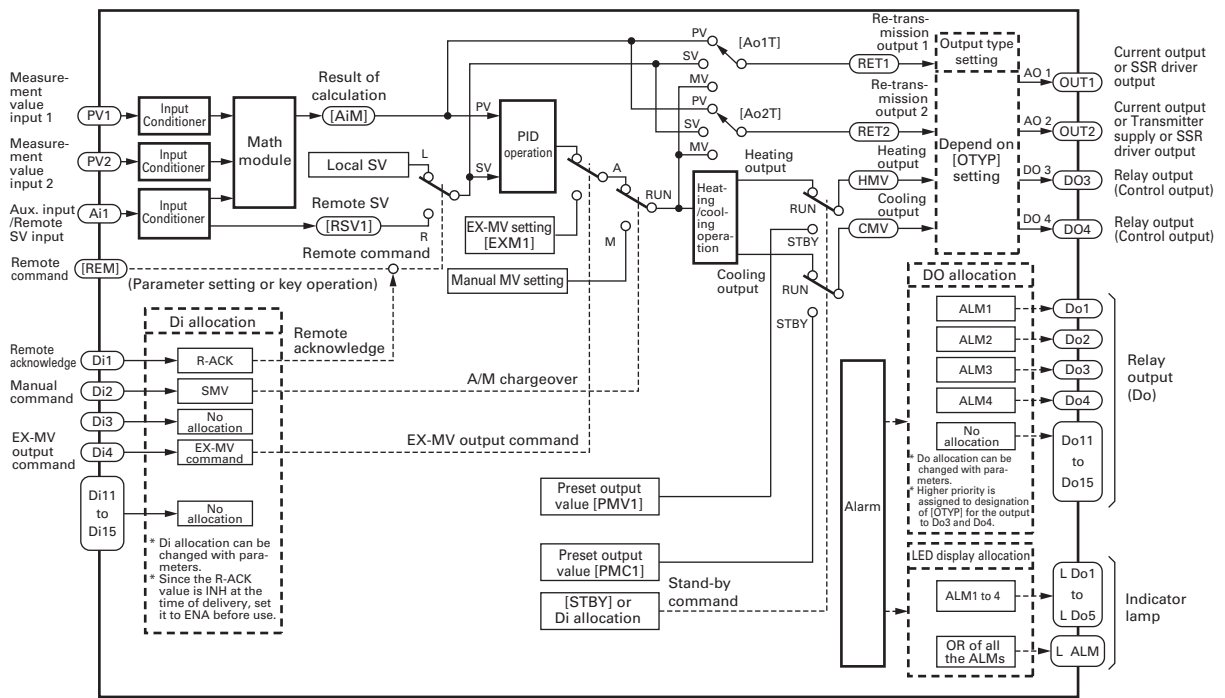 Measure-
ment
value
input 1
PV1
Input
Conditioner
Measure-
ment
value
input 2
PV2
Input
Conditioner
Aux. input
/Remote
SV input
Ai1
Input
Conditioner
Math
module
Result of
calculation
[AiM]
Local SV
Remote SV
[RSV1]
L
R
Remote command
Remote
command
[REM]
(Parameter setting or key operation)
PV
SV
PID
operation
EX-MV setting
[EXM1]
Manual MV setting
A
M
RUN
PV
SV
MV
[Ao1T]
PV
SV
MV
[Ao2T]
Re-trans-
mission
output 1
RET1
Re-trans-
mission
output 2
RET2
Heating
output
HMV
Cooling
output
CMV
Heating
output
Heat-
ing
/cool-
ing
opera-
tion
Cooling
output
RUN
STBY
RUN
STBY
Output type
setting
Depend on
[OTYP]
setting
AO 1
OUT1
Current output
or SSR driver
output
AO 2
OUT2
Current output
or Transmitter
supply or SSR
driver output
DO 3
DO3
Relay output
(Control output)
DO 4
DO4
Relay output
(Control output)
Di allocation
Remote
acknowledge
Di1
R-ACK
Remote
acknowledge
Manual
command
Di2
SMV
A/M chargeover
Di3
No
allocation
EX-MV
output
command
Di4
EX-MV
command
EX-MV output command
Di11
to
Di15
No
allocation
* Di allocation can be
changed with para-
meters.
* Since the R-ACK
value is INH at the
time of delivery, set
it to ENA before use.
Preset output
value [PMV1]
Preset output
value [PMC1]
[STBY] or
Di allocation
Stand-by
command
Alarm
DO allocation
ALM1
Do1
ALM2
Do2
ALM3
Do3
ALM4
Do4
No
allocation
Do11
to
Do15
Relay
output
(Do)
* Do allocation can be
changed with para-
meters.
* Higher priority is
assigned to designation
of [OTYP] for the output
to Do3 and Do4.
LED display allocation
ALM1 to 4
L Do1
to
L Do5
OR of all
the ALMs
L ALM
Indicator
lamp